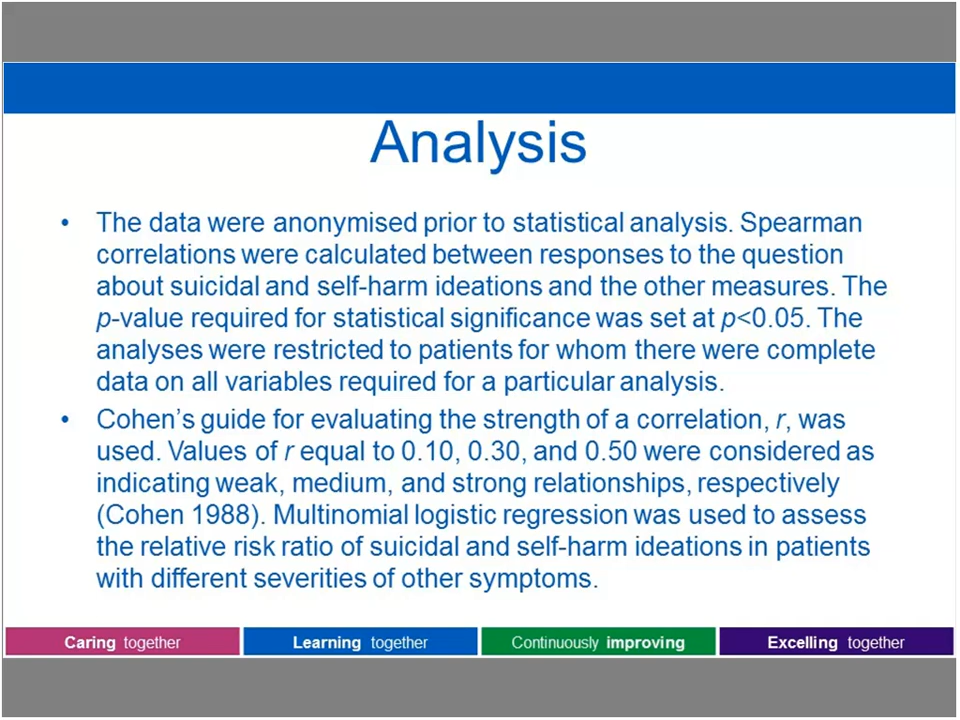 Analysis
• The data were anonymised prior to statistical analysis. Spearman
correlations were calculated between responses to the question
about suicidal and self-harm ideations and the other measures. The
p-value required for statistical significance was set at p<0.05. The
analyses were restricted to patients for whom there were complete
data on all variables required for a particular analysis.
• Cohen’s guide for evaluating the strength of a correlation, r, was
used. Values of r equal to 0.10, 0.30, and 0.50 were considered as
indicating weak, medium, and strong relationships, respectively
(Cohen 1988). Multinomial logistic regression was used to assess
the relative risk ratio of suicidal and self-harm ideations in patients
with different severities of other symptoms.
Caring together
Learning together
Continuously improving
Excelling together